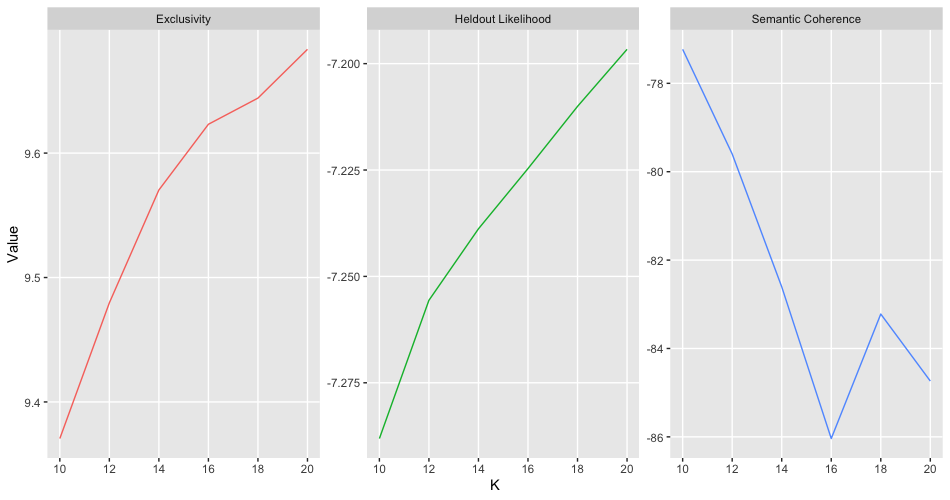 Exclusivity
Heldout Likelihood
Semantic Coherence
Value
9.6
9.5
9.4
10 12 14 16 18 20
-7.200
-7.225
-7.250
-7.275
10 12 14 16 18 20
-78
-80
-82
-84
-86
10 12 14 16 18 20
K